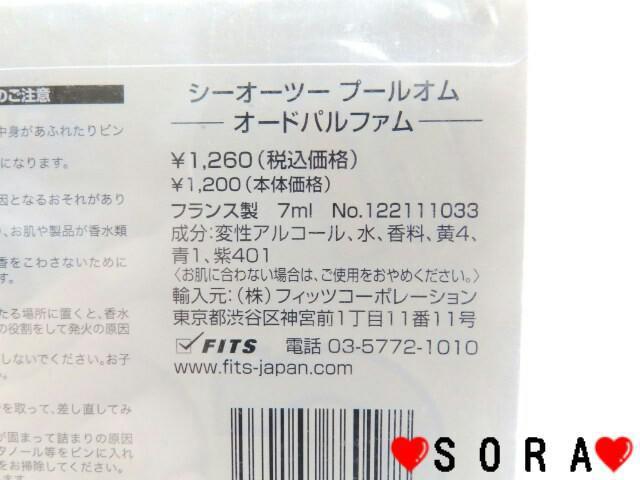 のご注意
中身があふれたりビン
になります。
因となるおそれがあり
、お肌や製品が香水類
香をこわさないために
す。
たる場所に置くと、香水
の役割をして発火の原因
しないでください。お子
い。
を取って、差し直してみ
が固まって詰まりの原因
タノール等をビンに入れ
をお掃除してください。
シーオーツー プールオム
オードパルファム
¥1,260(税込価格)
¥1,200(本体価格)
フランス製 7ml No.122111033
成分:変性アルコール、水、香料、黄4、
青1、紫401
〈お肌に合わない場合は、ご使用をおやめください。〉
輸入元:(株)フィッツコーポレーション
東京都渋谷区神宮前1丁目11番11号
FITS 電話 03-5772-1010
www.fits-japan.com
❤SORA❤